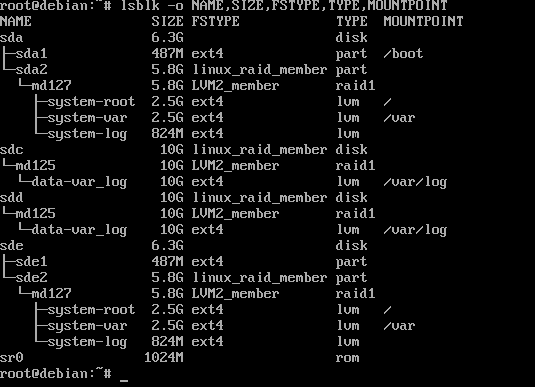 root@debian:~# lsblk -o NAME,SIZE,FSTYPE,TYPE,MOUNTPOINT
NAME                  SIZE FSTYPE            TYPE  MOUNTPOINT
sda                   6.3G                   disk
├─sda1                487M ext4              part  /boot
└─sda2                5.8G linux_raid_member part
  └─md127             5.8G LVM2_member       raid1
    ├─system-root     2.5G ext4              lvm   /
    ├─system-var      2.5G ext4              lvm   /var
    └─system-log      824M ext4              lvm
sdc                    10G linux_raid_member disk
└─md125                10G LVM2_member       raid1
  └─data-var_log       10G ext4              lvm   /var/log
sdd                    10G linux_raid_member disk
└─md125                10G LVM2_member       raid1
  └─data-var_log       10G ext4              lvm   /var/log
sde                   6.3G                   disk
├─sde1                487M ext4              part
└─sde2                5.8G linux_raid_member part
  └─md127             5.8G LVM2_member       raid1
    ├─system-root     2.5G ext4              lvm   /
    ├─system-var      2.5G ext4              lvm   /var
    └─system-log      824M ext4              lvm
sr0                  1024M                   rom
root@debian:~# _